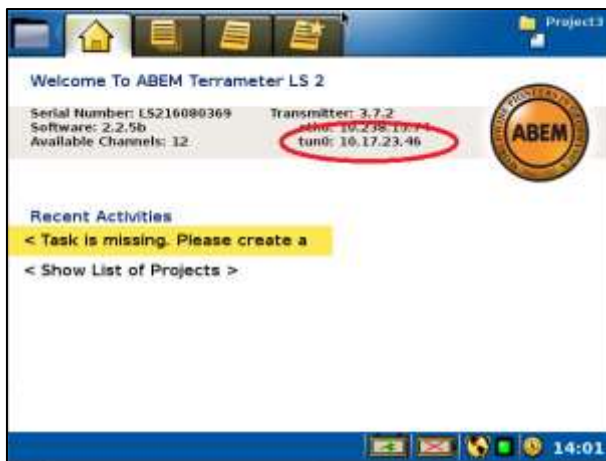 Project3
Welcome To ABEM Terrameter LS 2
Serial Number: LS216080369 Transmitter: 3.7.2
Software: 2.2.5b eth0:
Available Channels: 12 tun0: 10.17.23.46
ABEM
Recent Activities
< Task is missing. Please create a
< Show List of Projects >
14:01